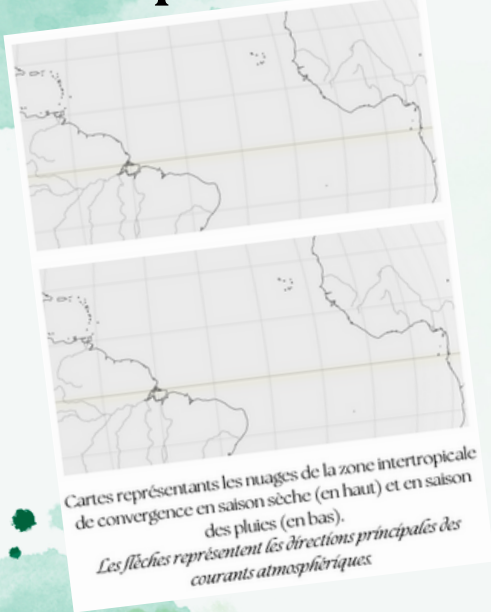 Cartes représentants les nuages de la zone intertropicale
de convergence en saison sèche (en haut) et en saison
des pluies (en bas).
Les flèches représentent les directions principales des
courants atmosphériques